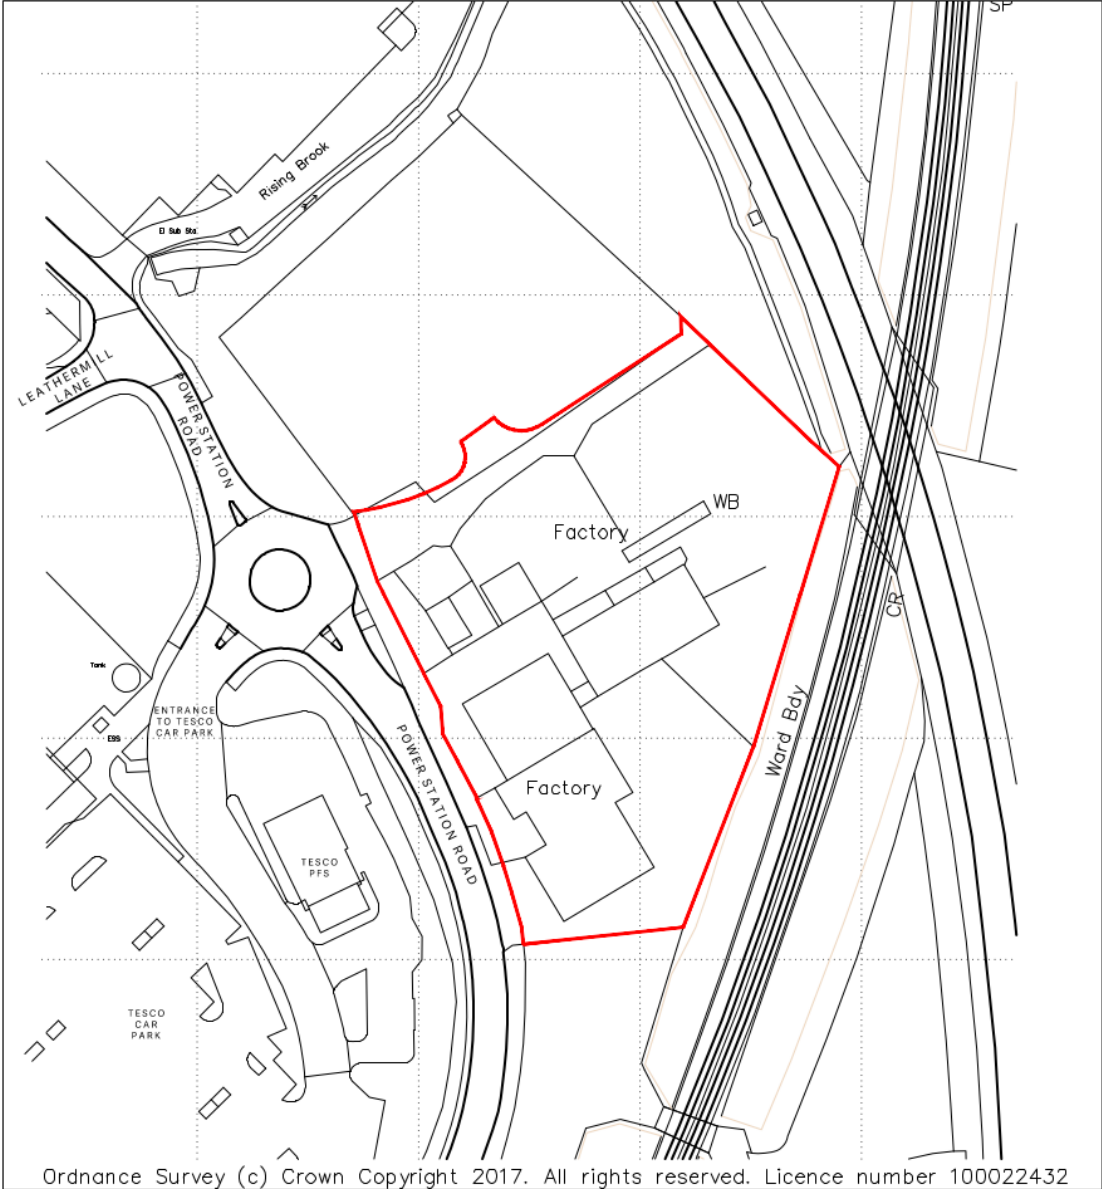 SP
Rising Brook
El Sub Sta
LEATHERMILL
LANE
POWER STATION
ROAD
WB
Factory
CR
Tank
ENTRANCE
TO TESCO
CAR PARK
ESS
Ward Bdy
POWER STATION ROAD
Factory
TESCO
PFS
TESCO
CAR
PARK
Ordnance Survey (c) Crown Copyright 2017. All rights reserved. Licence number 100022432